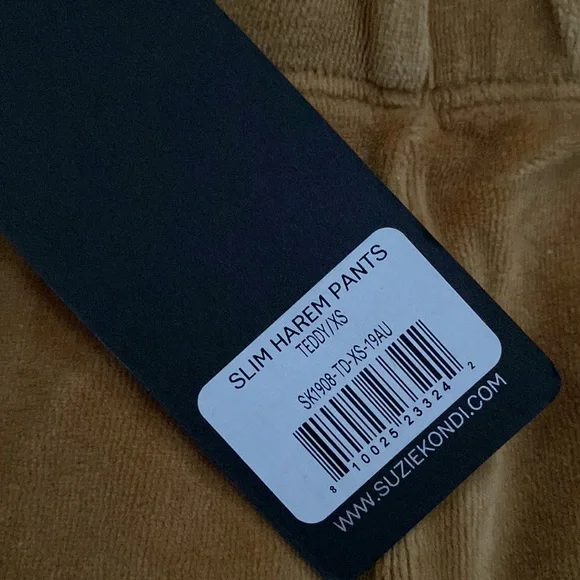 SLIM HAREM PANTS
TEDDY/XS
SK1908-TD-XS-19AU
8 10025 23324 2
WWW.SUZIEKONDI.COM